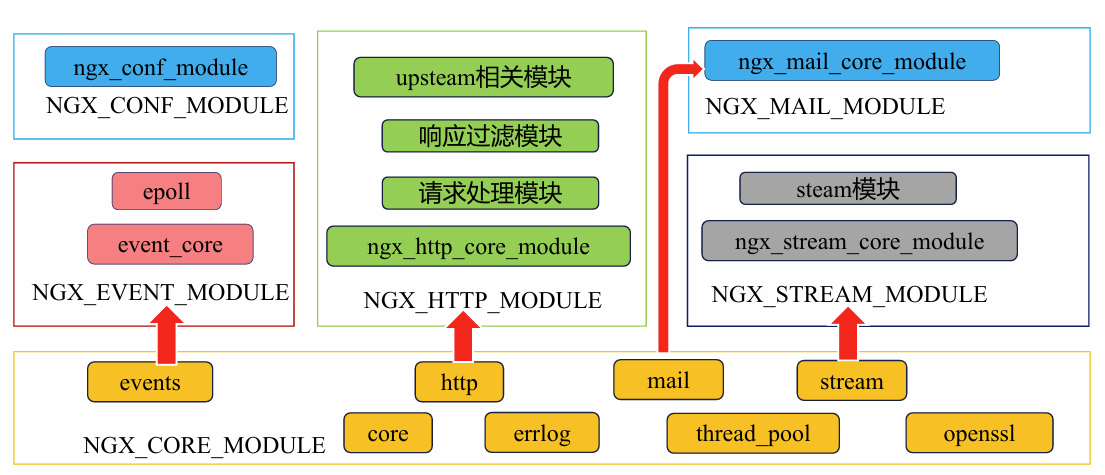 ngx_conf_module
NGX_CONF_MODULE
epoll
event_core
NGX_EVENT_MODULE
upsteam相关模块
响应过滤模块
请求处理模块
ngx_http_core_module
NGX_HTTP_MODULE
ngx_mail_core_module
NGX_MAIL_MODULE
steam模块
ngx_stream_core_module
NGX_STREAM_MODULE
events
http
mail
stream
core
errlog
thread_pool
openssl
NGX_CORE_MODULE